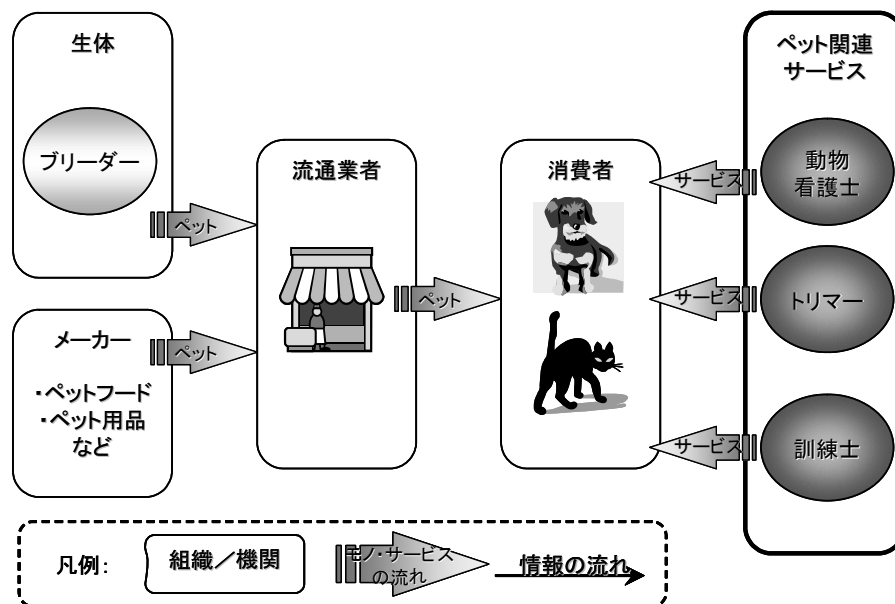 生体
ブリーダー
ペット
メーカー
・ペットフード
・ペット用品
など
ペット
流通業者
ペット
消費者
サービス
サービス
サービス
ペット関連
サービス
動物
看護士
トリマー
訓練士
凡例：
組織／機関
モノ・サービス
の流れ
情報の流れ